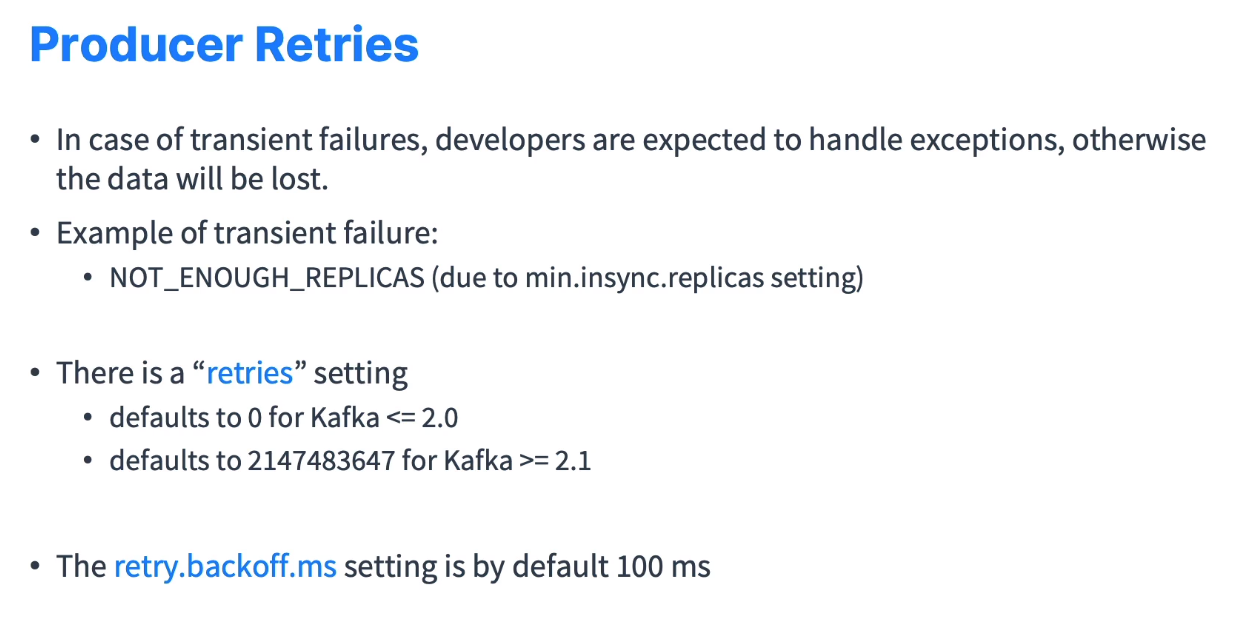 Producer Retries
• In case of transient failures, developers are expected to handle exceptions, otherwise
the data will be lost.
• Example of transient failure:
• NOT_ENOUGH_REPLICAS (due to min.insync.replicas setting)
• There is a “retries” setting
• defaults to 0 for Kafka <= 2.0
• defaults to 2147483647 for Kafka >= 2.1
• The retry.backoff.ms setting is by default 100 ms